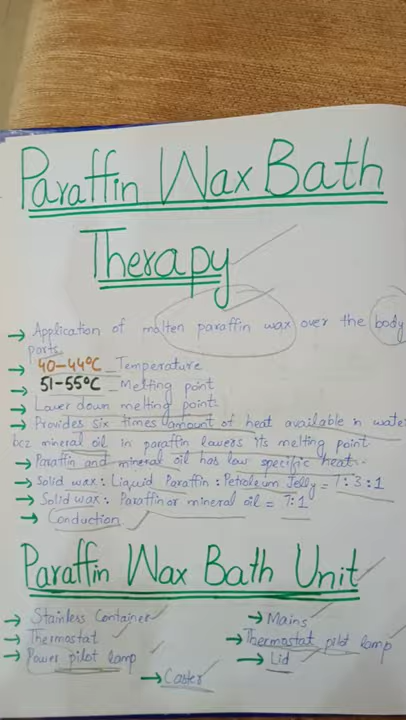 Paraffin Wax Bath
Therapy
→ Application of molten paraffin wax over the body
parts.
→ 40-44°C _ Temperature
→ 51-55°C _ Melting point
→ Lower down melting point.
→ Provides six times amount of heat available n water
bcz mineral oil in paraffin lowers its melting point
→ Paraffin and mineral oil has low specific heat.
→ Solid wax : Liquid Paraffin : Petroleum Jelly = 7 : 3 : 1
→ Solid wax : Paraffin or mineral oil = 7:1
→ Conduction
Paraffin Wax Bath Unit
→ Stainless Container → Mains
→ Thermostat → Thermostat pilot lamp
→ Power pilot lamp → Lid
→ Caster